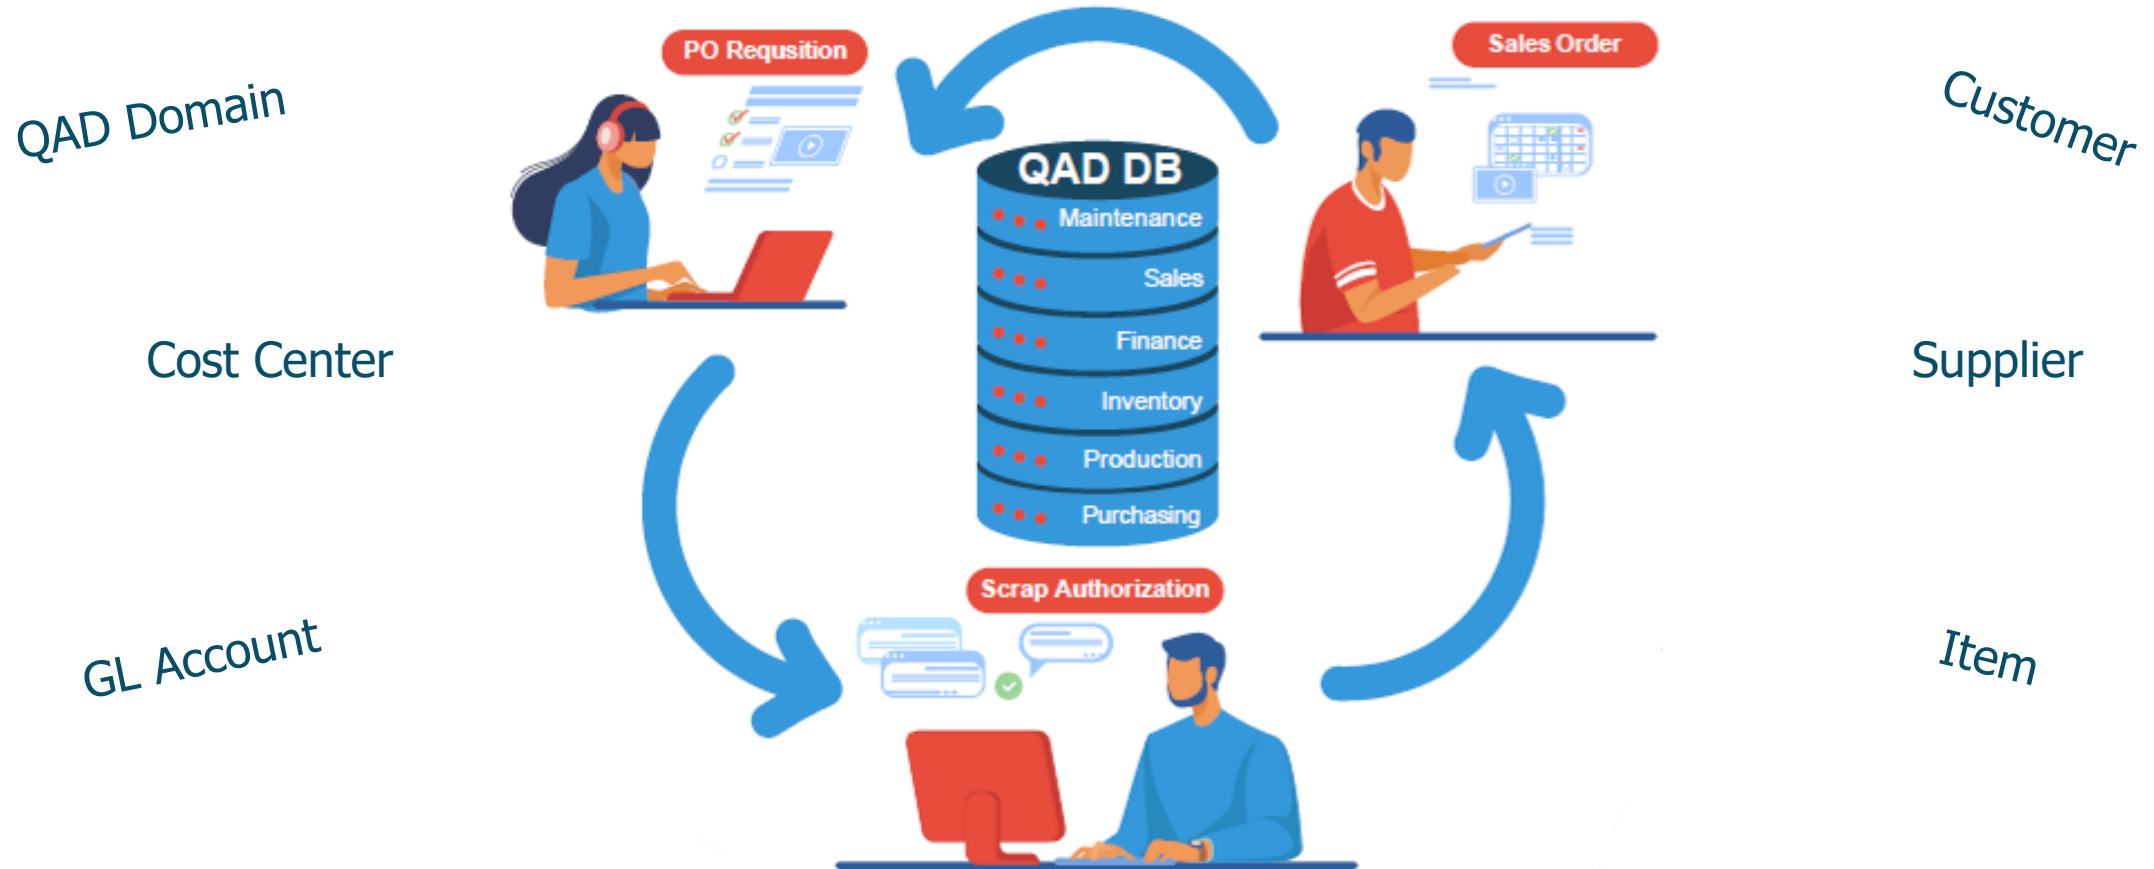 PO Requsition
Sales Order
QAD Domain
Customer
QAD DB
Maintenance
Sales
Cost Center
Finance
Supplier
Inventory
Production
Purchasing
Scrap Authorization
GL Account
Item